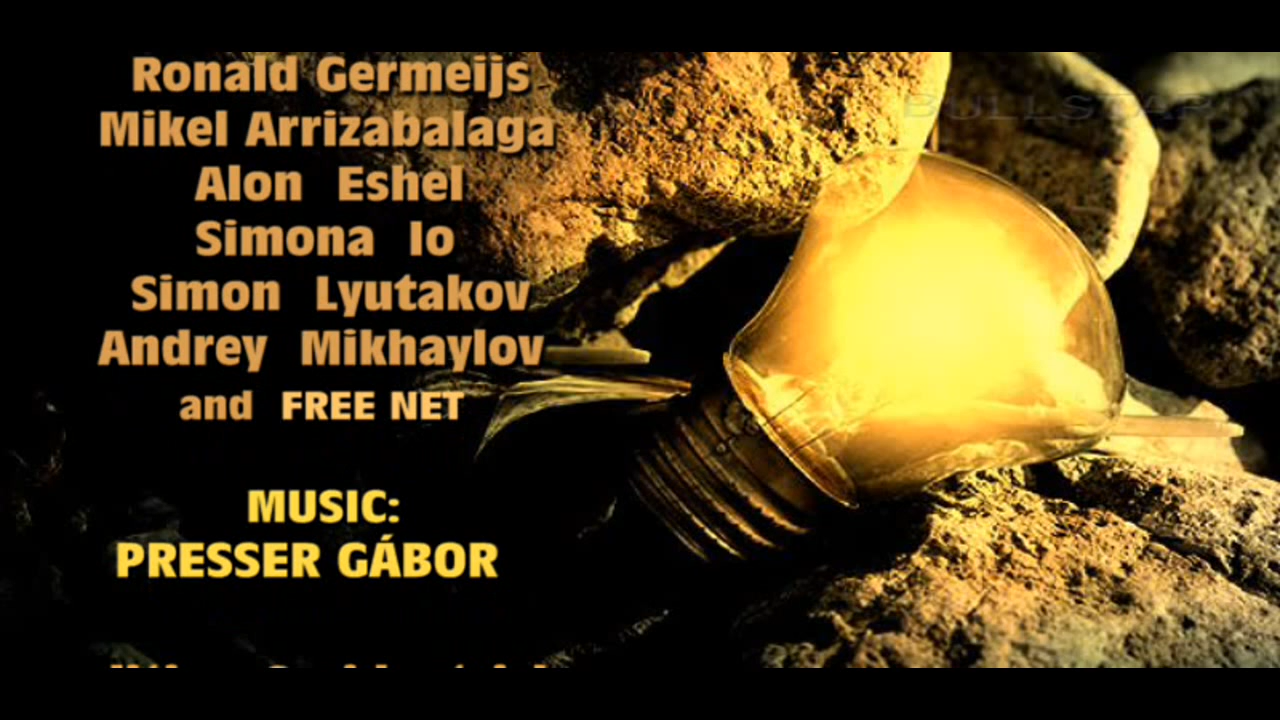 Ronald Germeijs
Mikel Arrizabalaga
Alon Eshel
Simona Io
Simon Lyutakov
Andrey Mikhaylov
and FREE NET
MUSIC:
PRESSER GÁBOR